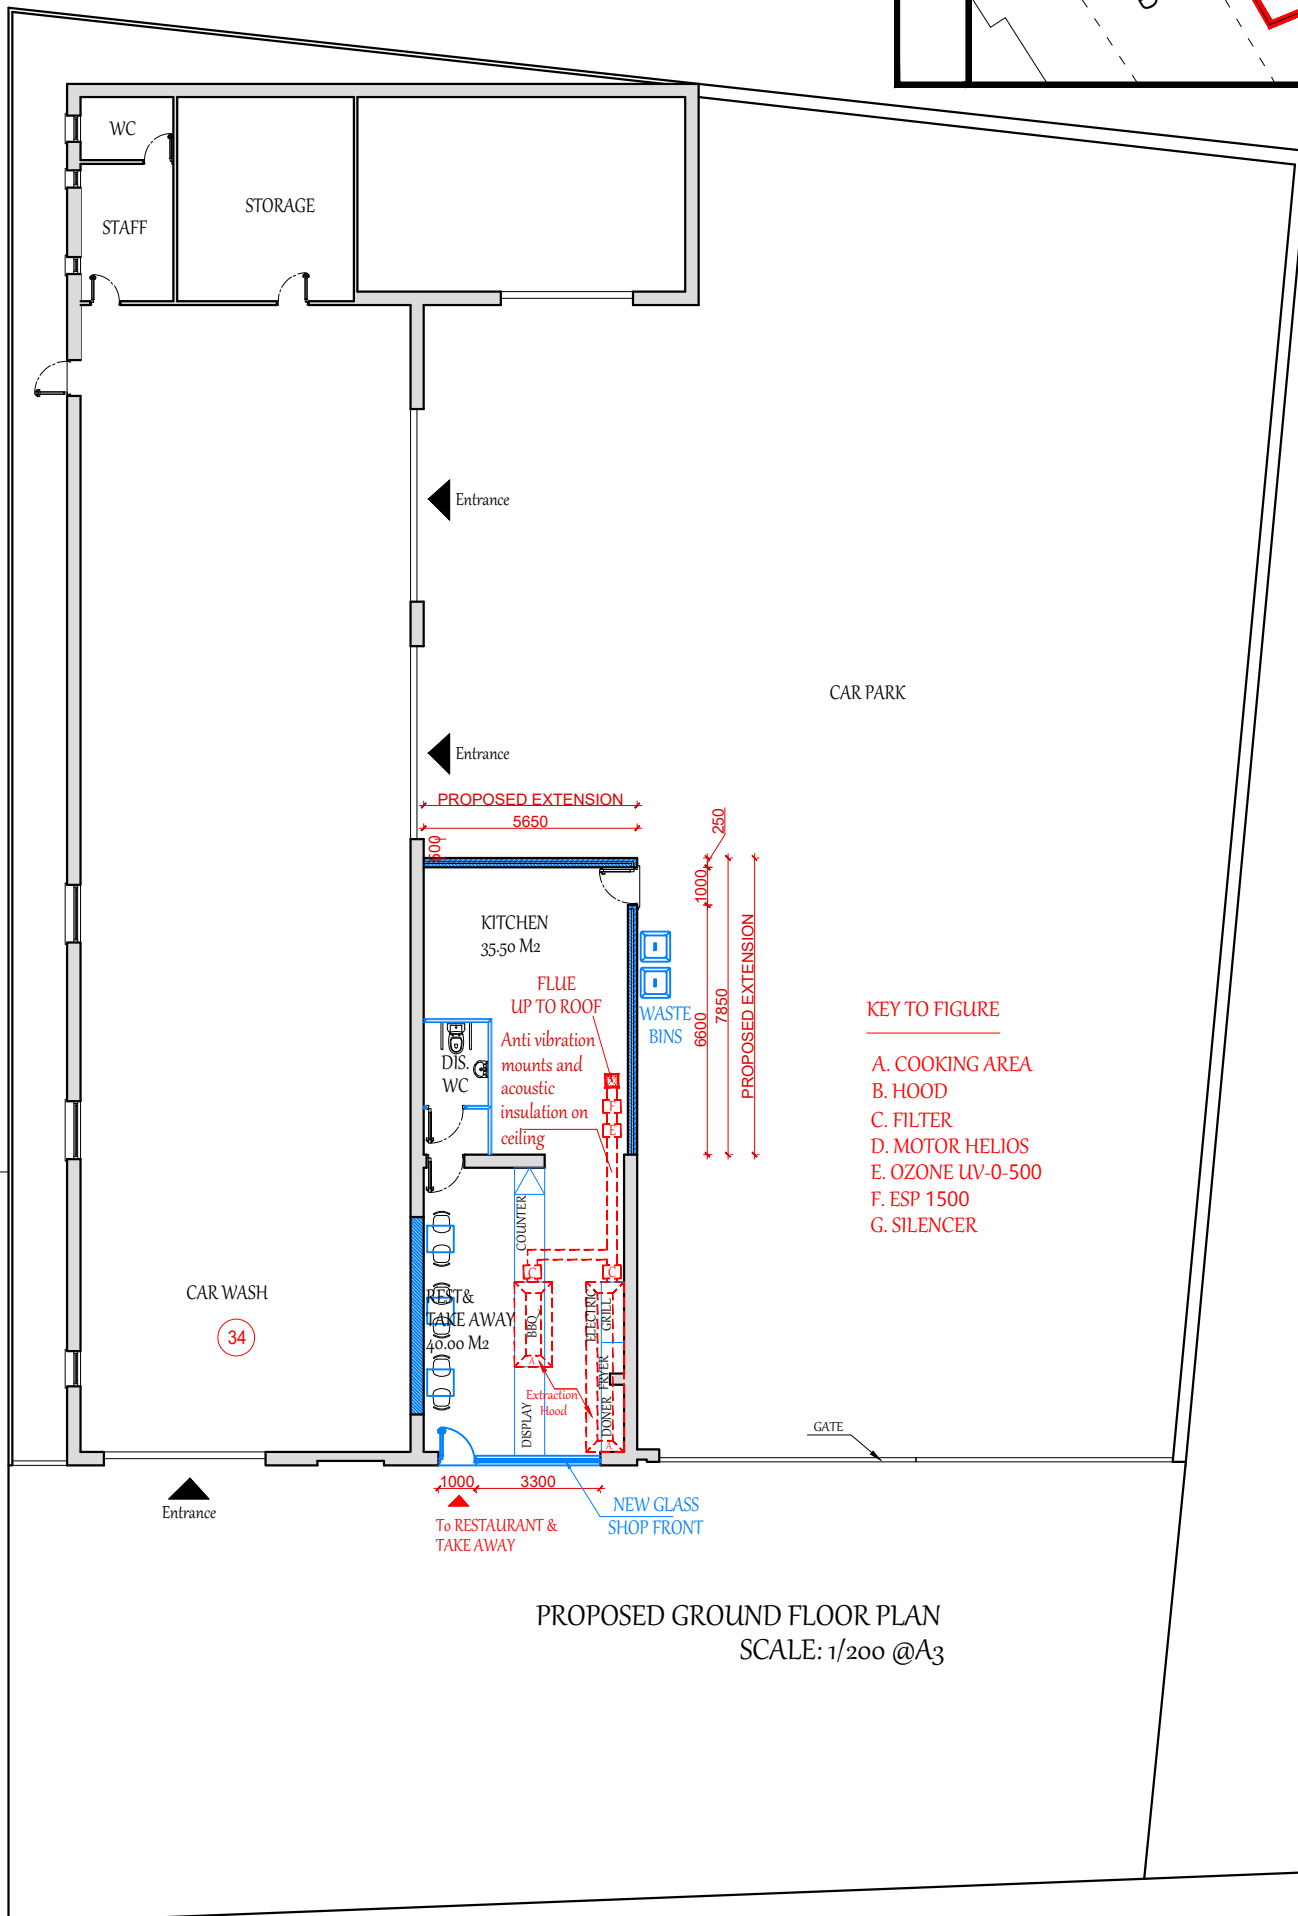 WC
STAFF
STORAGE
Entrance
Entrance
CAR PARK
PROPOSED EXTENSION
5650
500
250
1000
6600
7850
PROPOSED EXTENSION
KITCHEN
35.50 M2
FLUE
UP TO ROOF
Anti vibration
mounts and
acoustic
insulation on
ceiling
WASTE
BINS
DIS.
WC
F
E
KEY TO FIGURE
A. COOKING AREA
B. HOOD
C. FILTER
D. MOTOR HELIOS
E. OZONE UV-0-500
F. ESP 1500
G. SILENCER
COUNTER
C
C
CAR WASH
34
REST&
TAKE AWAY
40.00 M2
BBQ
ELECTRIC
GRILL
FRYER
DONER
A
A
Extraction
Hood
DISPLAY
GATE
Entrance
1000
3300
To RESTAURANT &
TAKE AWAY
NEW GLASS
SHOP FRONT
PROPOSED GROUND FLOOR PLAN
SCALE: 1/200 @A3